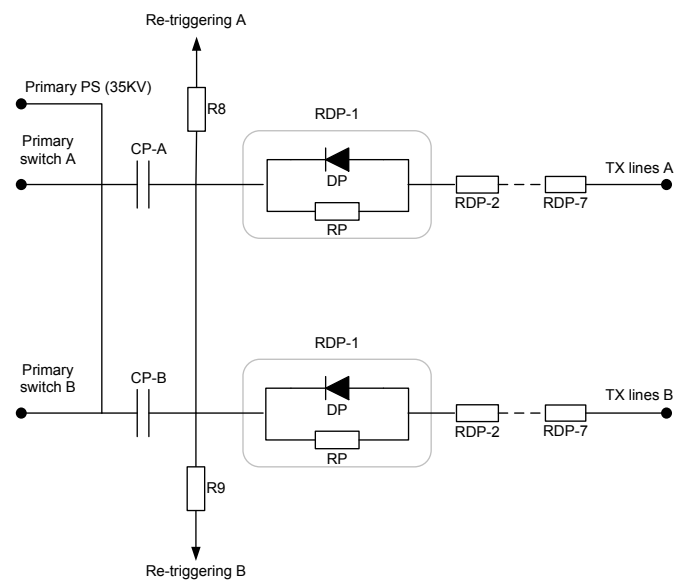 Re-triggering A
Primary PS (35KV)
R8
RDP-1
Primary
switch A
CP-A
DP
TX lines A
RDP-2
RDP-7
RP
RDP-1
Primary
switch B
CP-B
DP
TX lines B
RDP-2
RDP-7
RP
R9
Re-triggering B